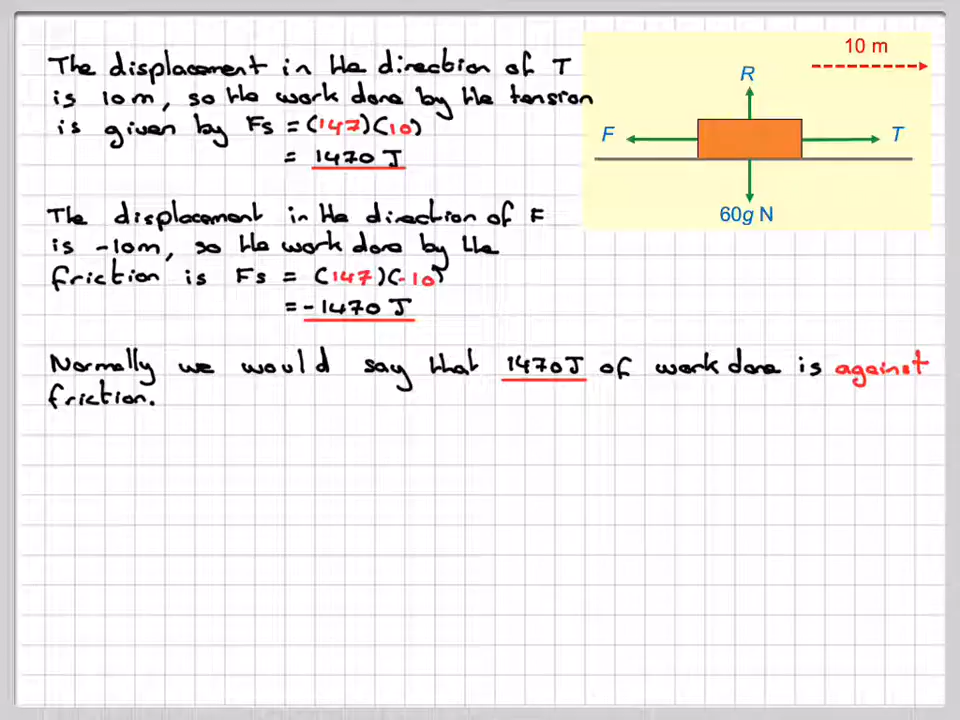 The displacement in the direction of T
is 10m, so the work done by the tension
is given by Fs = (147)(10)
= 1470 J
The displacement in the direction of F
is -10m, so the work done by the
friction is Fs = (147)(-10)
= -1470 J
Normally we would say that 1470J of work done is against
friction.
10 m
R
F
T
60g N